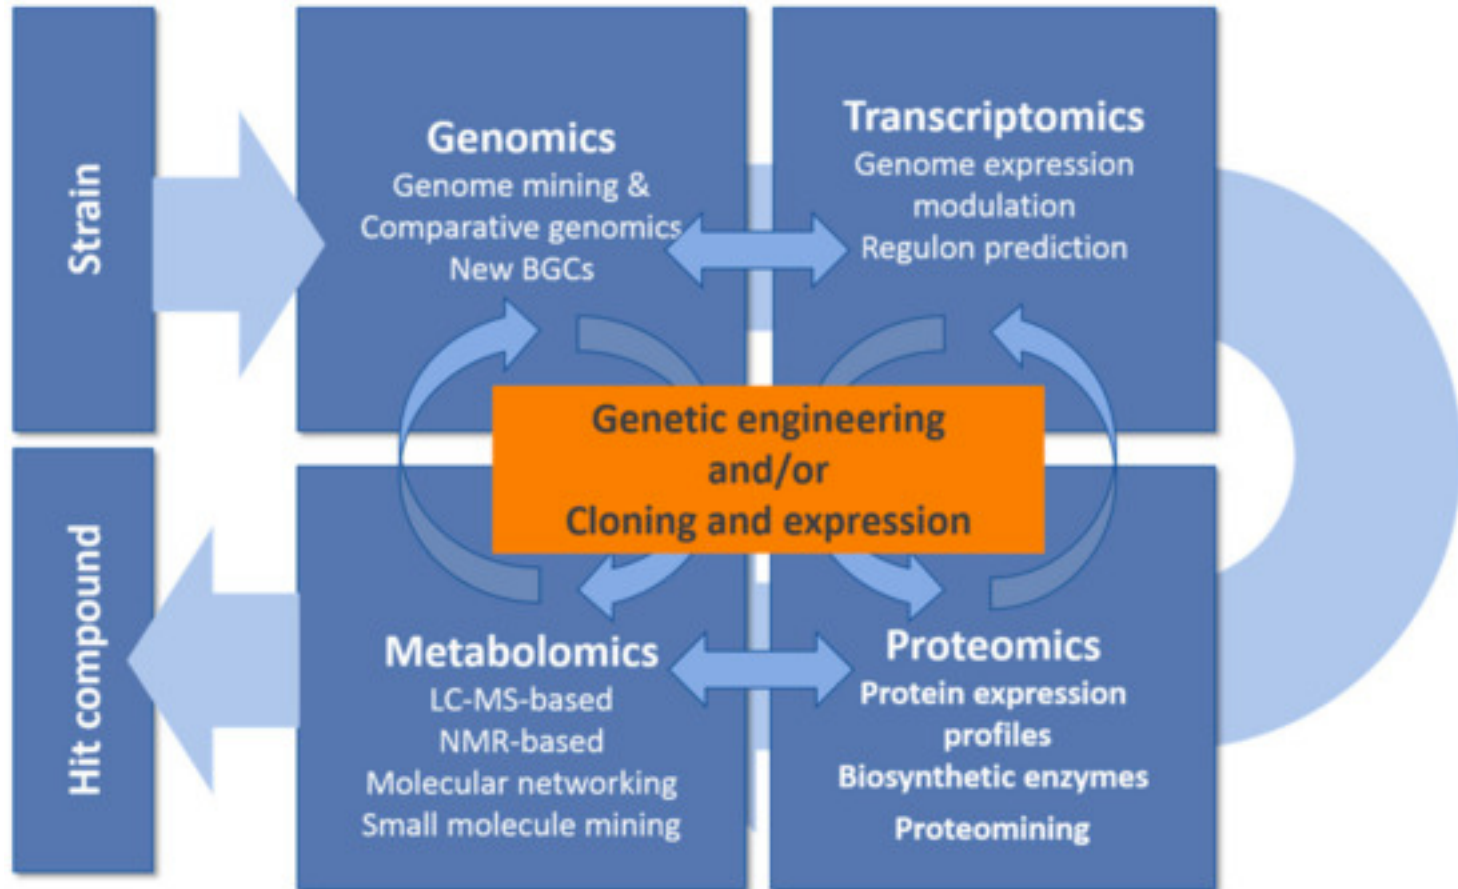 Strain
Genomics
Genome mining &
Comparative genomics
New BGCs
Transcriptomics
Genome expression
modulation
Regulon prediction
Genetic engineering
and/or
Cloning and expression
Hit compound
Metabolomics
LC-MS-based
NMR-based
Molecular networking
Small molecule mining
Proteomics
Protein expression
profiles
Biosynthetic enzymes
Proteomining